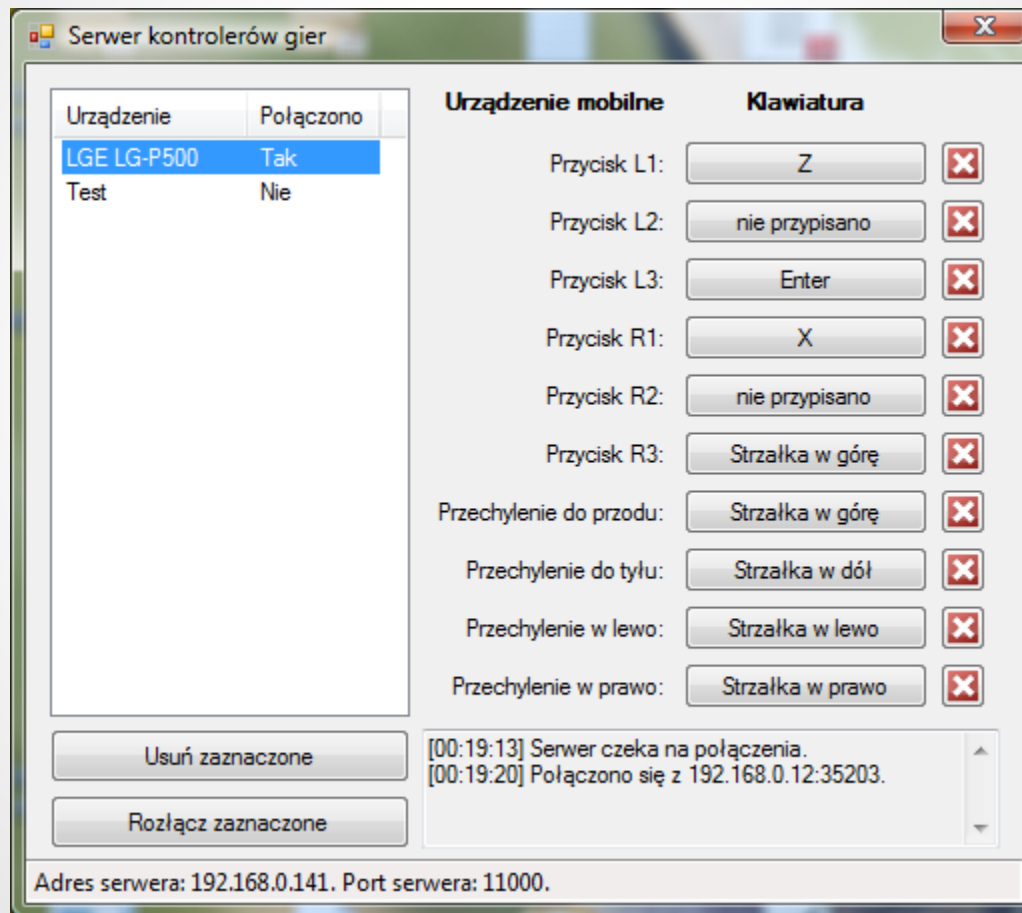 Serwer kontrolerów gier
Urządzenie Połączono
LGE LG-P500 Tak
Test Nie
Urządzenie mobilne Klawiatura
Przycisk L1: Z
Przycisk L2: nie przypisano
Przycisk L3: Enter
Przycisk R1: X
Przycisk R2: nie przypisano
Przycisk R3: Strzałka w górę
Przechylenie do przodu: Strzałka w górę
Przechylenie do tyłu: Strzałka w dół
Przechylenie w lewo: Strzałka w lewo
Przechylenie w prawo: Strzałka w prawo
Usuń zaznaczone
Rozłącz zaznaczone
[00:19:13] Serwer czeka na połączenia.
[00:19:20] Połączono się z 192.168.0.12:35203.
Adres serwera: 192.168.0.141. Port serwera: 11000.